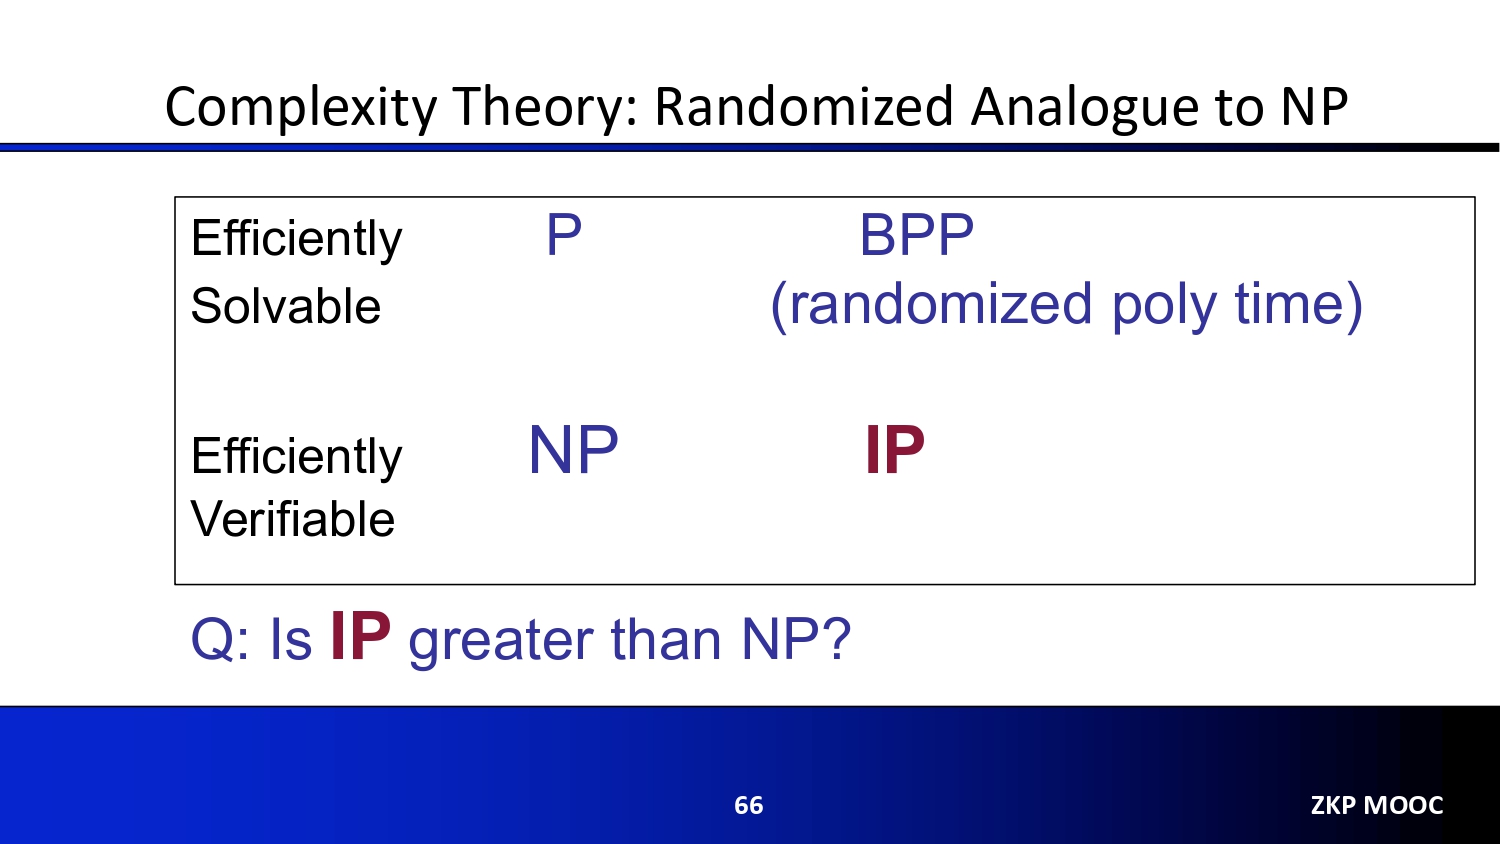 Complexity Theory: Randomized Analogue to NP
Efficiently P BPP
Solvable (randomized poly time)
Efficiently NP IP
Verifiable
Q: Is IP greater than NP?
66 ZKP MOOC